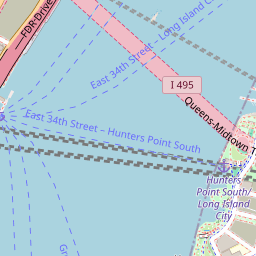 FDR-Drive
East 34th Street - Long Island C
I 495
Queens-Midtown T
East 34th Street - Hunters Point South
Hunters
Point South/
Long Island
City
G